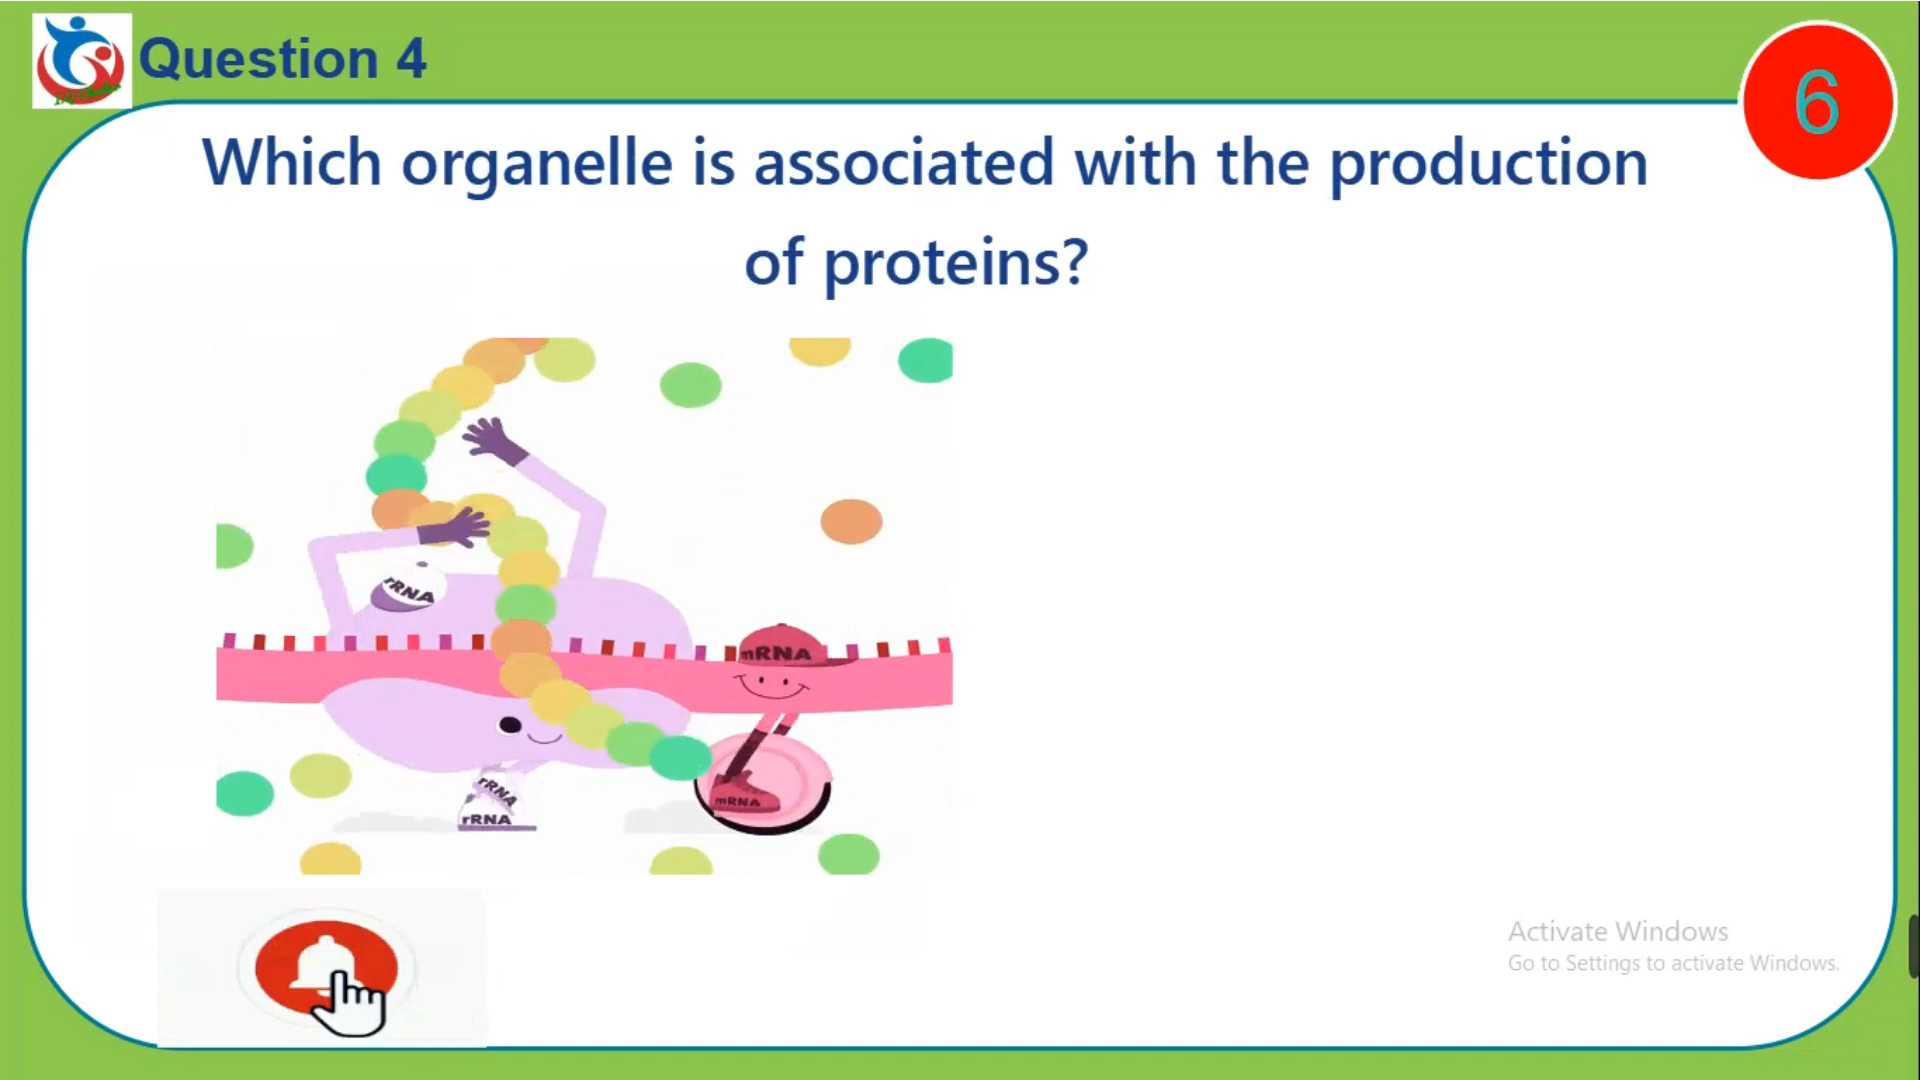 Question 4
6
Which organelle is associated with the production
of proteins?
rRNA
mRNA
rRNA
rRNA
mRNA
Activate Windows
Go to Settings to activate Windows.